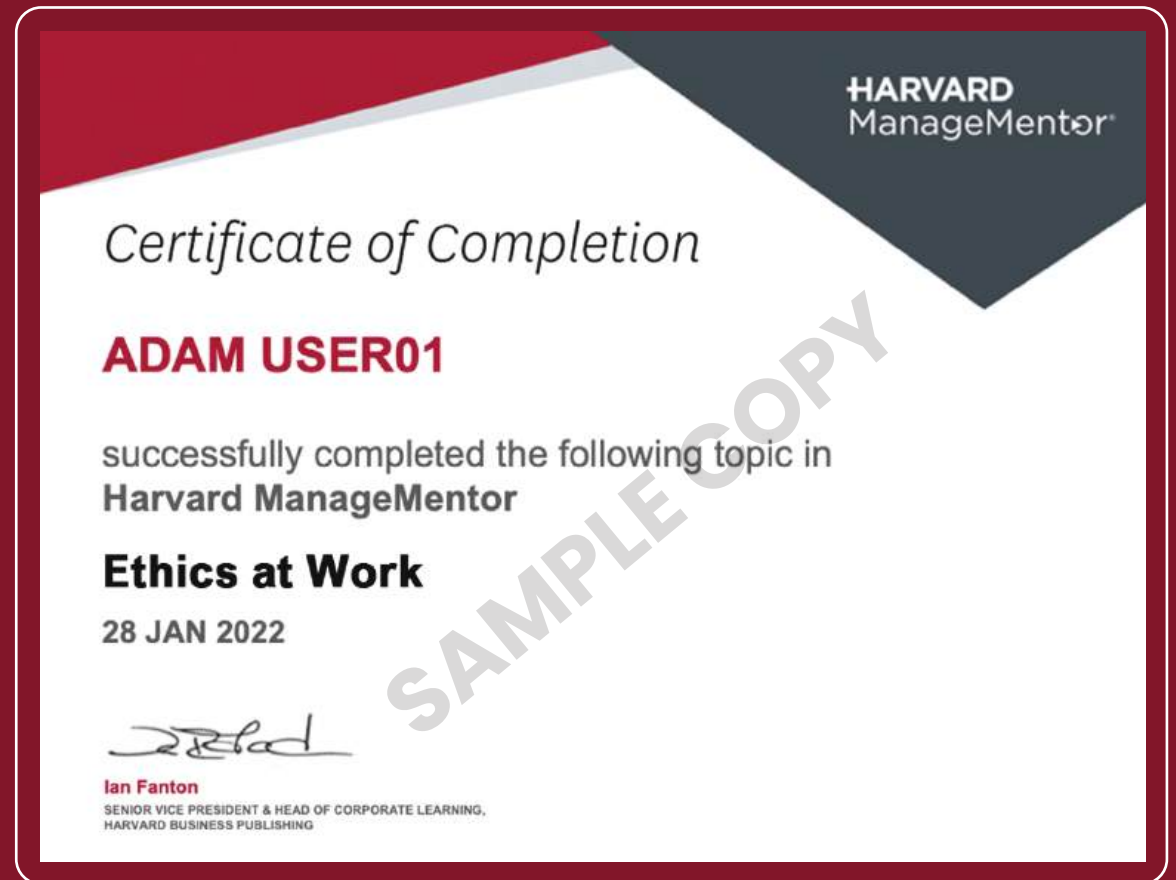 HARVARD
ManageMentor®
Certificate of Completion
ADAM USER01
successfully completed the following topic in
Harvard ManageMentor
Ethics at Work
28 JAN 2022
SAMPLE COPY
Ian Fanton
SENIOR VICE PRESIDENT & HEAD OF CORPORATE LEARNING,
HARVARD BUSINESS PUBLISHING